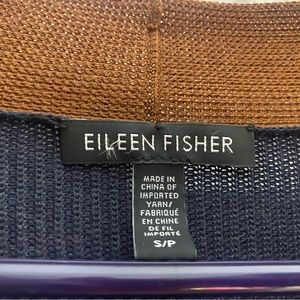 EILEEN FISHER
MADE IN
CHINA OF
IMPORTED
YARN/
FABRIQUÉ
EN CHINE
DE FIL
IMPORTÉ
S/P